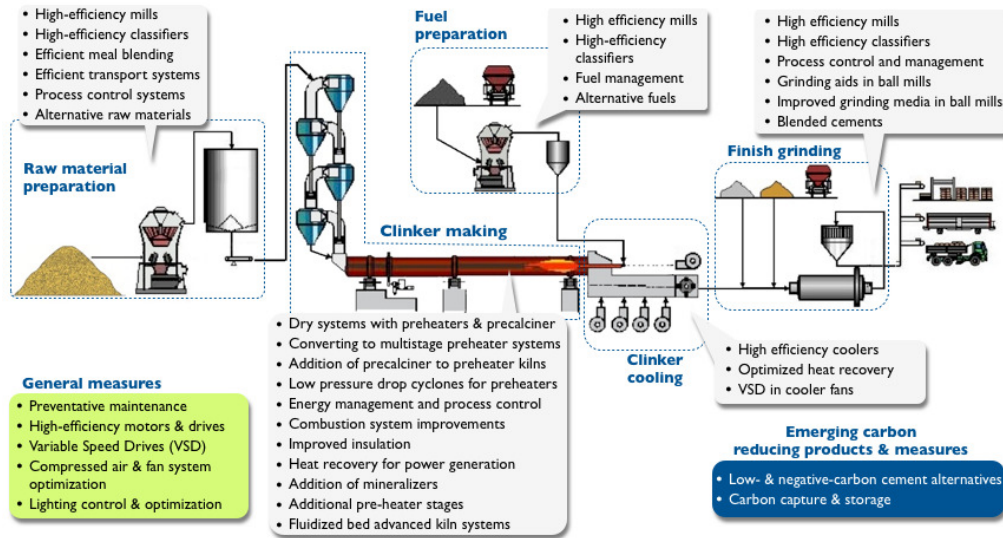 • High-efficiency mills
• High-efficiency classifiers
• Efficient meal blending
• Efficient transport systems
• Process control systems
• Alternative raw materials
Raw material
preparation
Fuel
preparation
• High efficiency mills
• High-efficiency
classifiers
• Fuel management
• Alternative fuels
• High efficiency mills
• High efficiency classifiers
• Process control and management
• Grinding aids in ball mills
• Improved grinding media in ball mills
• Blended cements
Finish grinding
Clinker making
• Dry systems with preheaters & precalciner
• Converting to multistage preheater systems
• Addition of precalciner to preheater kilns
• Low pressure drop cyclones for preheaters
• Energy management and process control
• Combustion system improvements
• Improved insulation
• Heat recovery for power generation
• Addition of mineralizers
• Additional pre-heater stages
• Fluidized bed advanced kiln systems
Clinker
cooling
• High efficiency coolers
• Optimized heat recovery
• VSD in cooler fans
General measures
• Preventative maintenance
• High-efficiency motors & drives
• Variable Speed Drives (VSD)
• Compressed air & fan system
optimization
• Lighting control & optimization
Emerging carbon
reducing products & measures
• Low- & negative-carbon cement alternatives
• Carbon capture & storage